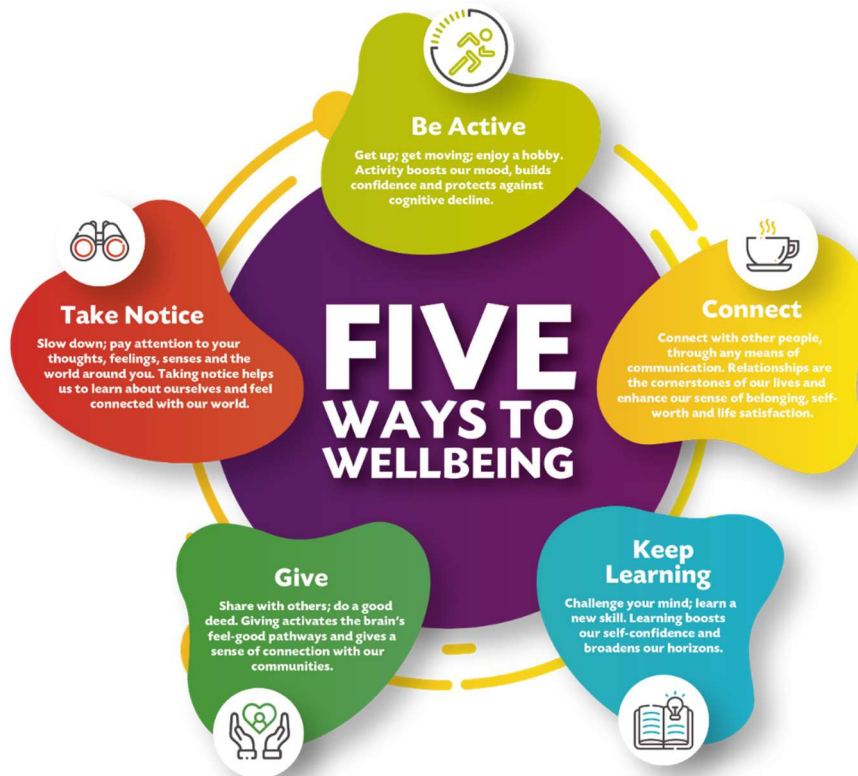 Be Active
Get up; get moving; enjoy a hobby.
Activity boosts our mood, builds
confidence and protects against
cognitive decline.
Take Notice
Slow down; pay attention to your
thoughts, feelings, senses and the
world around you. Taking notice helps
us to learn about ourselves and feel
connected with our world.
FIVE
WAYS TO
WELLBEING
Connect
Connect with other people,
through any means of
communication. Relationships are
the cornerstones of our lives and
enhance our sense of belonging, self-
worth and life satisfaction.
Give
Share with others; do a good
deed. Giving activates the brain’s
feel-good pathways and gives a
sense of connection with our
communities.
Keep
Learning
Challenge your mind; learn a
new skill. Learning boosts
our self-confidence and
broadens our horizons.